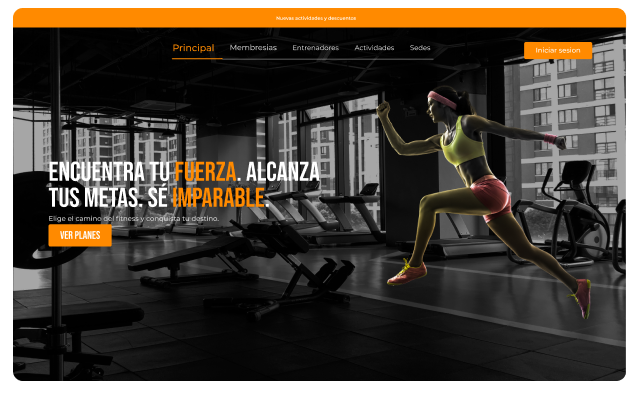 Nuevas actividades y descuentos
Principal
Membresias
Entrenadores
Actividades
Sedes
Iniciar sesion
ENCUENTRA TU FUERZA. ALCANZA
TUS METAS. SÉ IMPARABLE.
Elige el camino del fitness y conquista tu destino.
VER PLANES